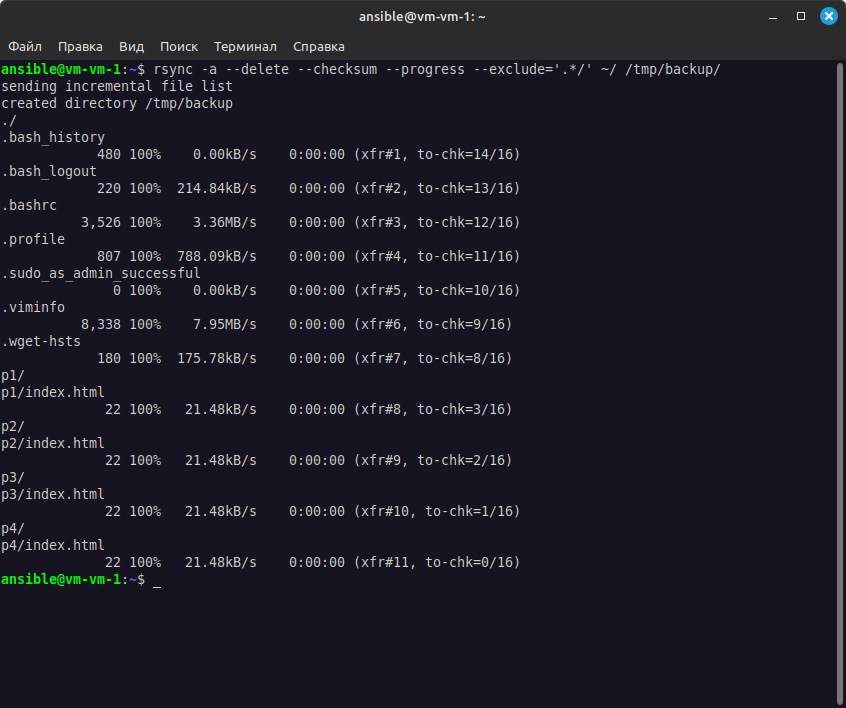 ansible@vm-vm-1: ~
Файл Правка Вид Поиск Терминал Справка
ansible@vm-vm-1:~$ rsync -a --delete --checksum --progress --exclude='.*/' ~/ /tmp/backup/
sending incremental file list
created directory /tmp/backup
./
.bash_history
            480 100%    0.00kB/s    0:00:00 (xfr#1, to-chk=14/16)
.bash_logout
            220 100%  214.84kB/s    0:00:00 (xfr#2, to-chk=13/16)
.bashrc
          3,526 100%    3.36MB/s    0:00:00 (xfr#3, to-chk=12/16)
.profile
            807 100%  788.09kB/s    0:00:00 (xfr#4, to-chk=11/16)
.sudo_as_admin_successful
              0 100%    0.00kB/s    0:00:00 (xfr#5, to-chk=10/16)
.viminfo
          8,338 100%    7.95MB/s    0:00:00 (xfr#6, to-chk=9/16)
.wget-hsts
            180 100%  175.78kB/s    0:00:00 (xfr#7, to-chk=8/16)
p1/
p1/index.html
             22 100%   21.48kB/s    0:00:00 (xfr#8, to-chk=3/16)
p2/
p2/index.html
             22 100%   21.48kB/s    0:00:00 (xfr#9, to-chk=2/16)
p3/
p3/index.html
             22 100%   21.48kB/s    0:00:00 (xfr#10, to-chk=1/16)
p4/
p4/index.html
             22 100%   21.48kB/s    0:00:00 (xfr#11, to-chk=0/16)
ansible@vm-vm-1:~$ _